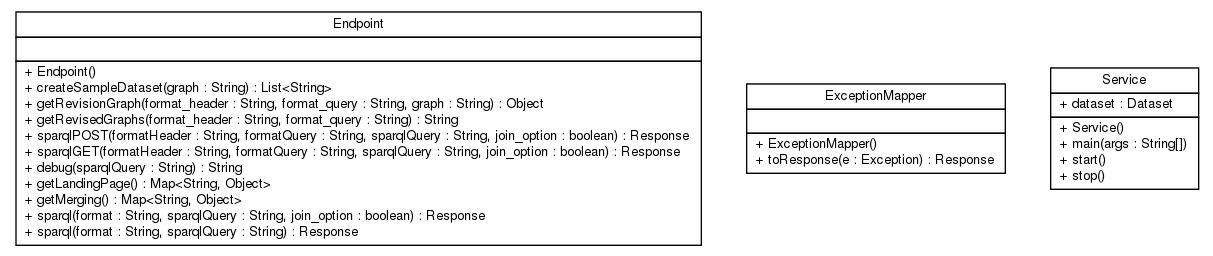 Endpoint
+ Endpoint()
+ createSampleDataset(graph : String) : List<String>
+ getRevisionGraph(format_header : String, format_query : String, graph : String) : Object
+ getRevisedGraphs(format_header : String, format_query : String) : String
+ sparqlPOST(formatHeader : String, formatQuery : String, sparqlQuery : String, join_option : boolean) : Response
+ sparqlGET(formatHeader : String, formatQuery : String, sparqlQuery : String, join_option : boolean) : Response
+ debug(sparqlQuery : String) : String
+ getLandingPage() : Map<String, Object>
+ getMerging() : Map<String, Object>
+ sparql(format : String, sparqlQuery : String, join_option : boolean) : Response
+ sparql(format : String, sparqlQuery : String) : Response
ExceptionMapper
+ ExceptionMapper()
+ toResponse(e : Exception) : Response
Service
+ dataset : Dataset
+ Service()
+ main(args : String[])
+ start()
+ stop()